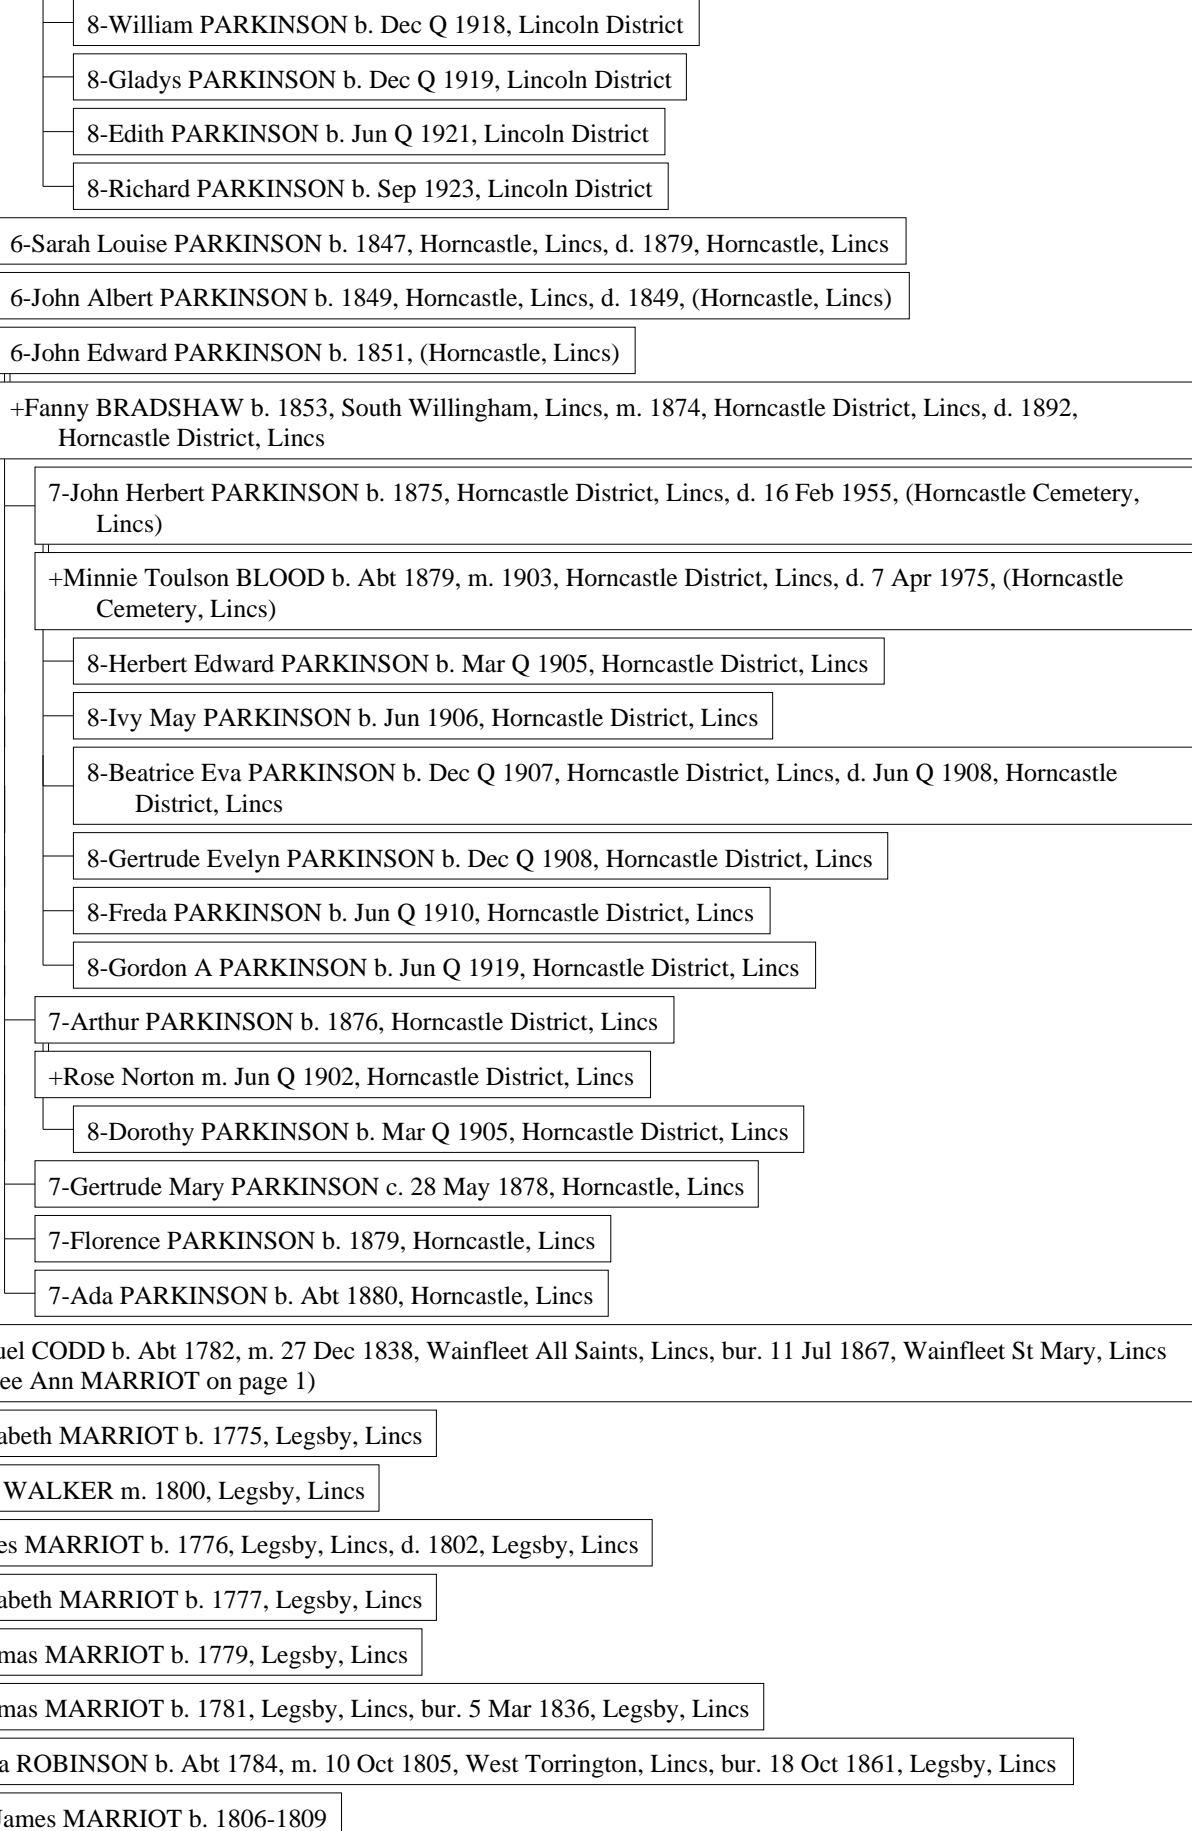 8-William PARKINSON b. Dec Q 1918, Lincoln District
8-Gladys PARKINSON b. Dec Q 1919, Lincoln District
8-Edith PARKINSON b. Jun Q 1921, Lincoln District
8-Richard PARKINSON b. Sep 1923, Lincoln District
6-Sarah Louise PARKINSON b. 1847, Horncastle, Lincs, d. 1879, Horncastle, Lincs
6-John Albert PARKINSON b. 1849, Horncastle, Lincs, d. 1849, (Horncastle, Lincs)
6-John Edward PARKINSON b. 1851, (Horncastle, Lincs)
+Fanny BRADSHAW b. 1853, South Willingham, Lincs, m. 1874, Horncastle District, Lincs, d. 1892,
Horncastle District, Lincs
7-John Herbert PARKINSON b. 1875, Horncastle District, Lincs, d. 16 Feb 1955, (Horncastle Cemetery,
Lincs)
+Minnie Toulson BLOOD b. Abt 1879, m. 1903, Horncastle District, Lincs, d. 7 Apr 1975, (Horncastle
Cemetery, Lincs)
8-Herbert Edward PARKINSON b. Mar Q 1905, Horncastle District, Lincs
8-Ivy May PARKINSON b. Jun 1906, Horncastle District, Lincs
8-Beatrice Eva PARKINSON b. Dec Q 1907, Horncastle District, Lincs, d. Jun Q 1908, Horncastle
District, Lincs
8-Gertrude Evelyn PARKINSON b. Dec Q 1908, Horncastle District, Lincs
8-Freda PARKINSON b. Jun Q 1910, Horncastle District, Lincs
8-Gordon A PARKINSON b. Jun Q 1919, Horncastle District, Lincs
7-Arthur PARKINSON b. 1876, Horncastle District, Lincs
+Rose Norton m. Jun Q 1902, Horncastle District, Lincs
8-Dorothy PARKINSON b. Mar Q 1905, Horncastle District, Lincs
7-Gertrude Mary PARKINSON c. 28 May 1878, Horncastle, Lincs
7-Florence PARKINSON b. 1879, Horncastle, Lincs
7-Ada PARKINSON b. Abt 1880, Horncastle, Lincs
uel CODD b. Abt 1782, m. 27 Dec 1838, Wainfleet All Saints, Lincs, bur. 11 Jul 1867, Wainfleet St Mary, Lincs
ee Ann MARRIOT on page 1)
abeth MARRIOT b. 1775, Legsby, Lincs
WALKER m. 1800, Legsby, Lincs
es MARRIOT b. 1776, Legsby, Lincs, d. 1802, Legsby, Lincs
abeth MARRIOT b. 1777, Legsby, Lincs
mas MARRIOT b. 1779, Legsby, Lincs
mas MARRIOT b. 1781, Legsby, Lincs, bur. 5 Mar 1836, Legsby, Lincs
a ROBINSON b. Abt 1784, m. 10 Oct 1805, West Torrington, Lincs, bur. 18 Oct 1861, Legsby, Lincs
James MARRIOT b. 1806-1809